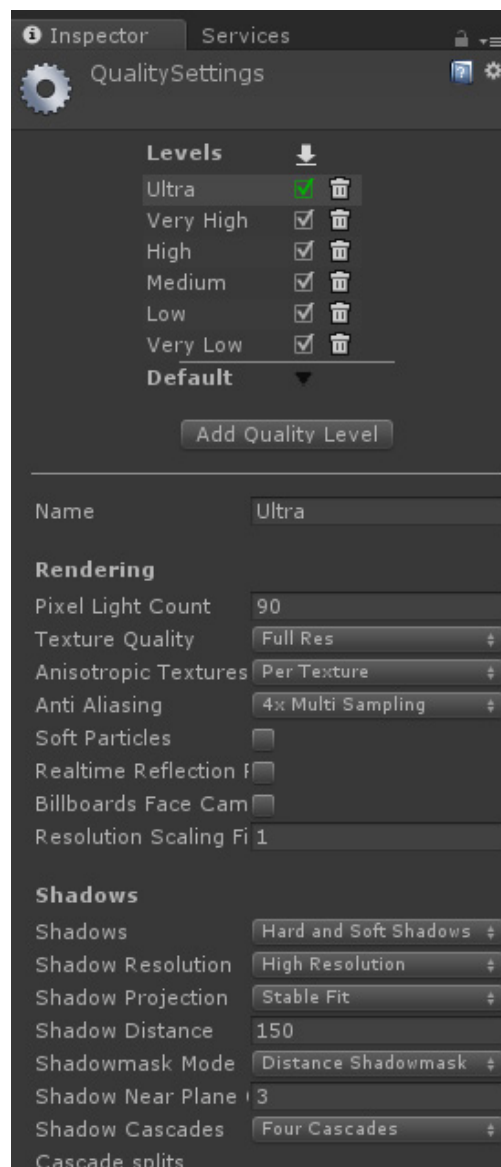 Inspector Services
QualitySettings
Levels
Ultra
Very High
High
Medium
Low
Very Low
Default
Add Quality Level
Name Ultra
Rendering
Pixel Light Count 90
Texture Quality Full Res
Anisotropic Textures Per Texture
Anti Aliasing 4x Multi Sampling
Soft Particles
Realtime Reflection P
Billboards Face Cam
Resolution Scaling Fi 1
Shadows
Shadows Hard and Soft Shadows
Shadow Resolution High Resolution
Shadow Projection Stable Fit
Shadow Distance 150
Shadowmask Mode Distance Shadowmask
Shadow Near Plane 3
Shadow Cascades Four Cascades
Cascade splits